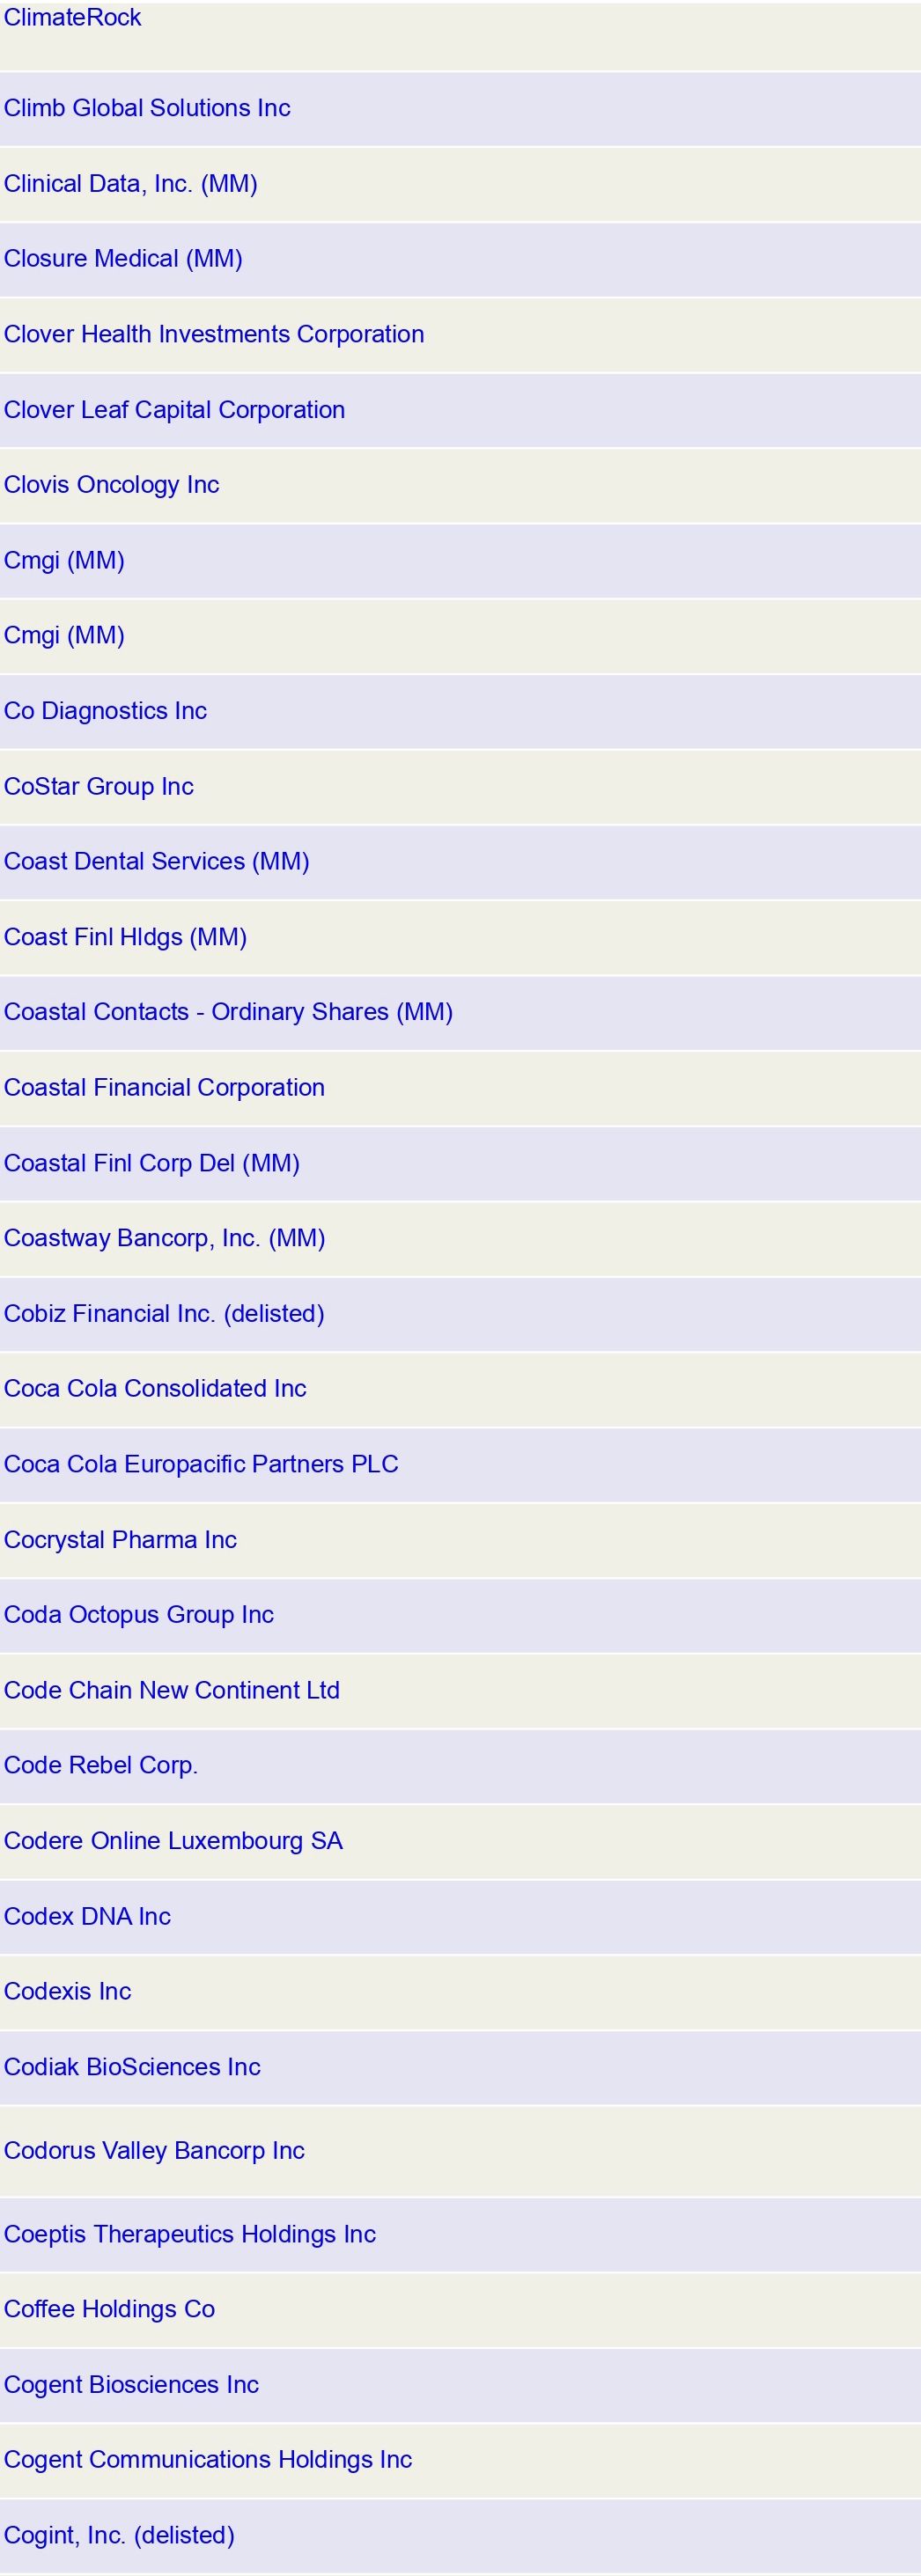 ClimateRock
Climb Global Solutions Inc
Clinical Data, Inc. (MM)
Closure Medical (MM)
Clover Health Investments Corporation
Clover Leaf Capital Corporation
Clovis Oncology Inc
Cmgi (MM)
Cmgi (MM)
Co Diagnostics Inc
CoStar Group Inc
Coast Dental Services (MM)
Coast Finl Hldgs (MM)
Coastal Contacts - Ordinary Shares (MM)
Coastal Financial Corporation
Coastal Finl Corp Del (MM)
Coastway Bancorp, Inc. (MM)
Cobiz Financial Inc. (delisted)
Coca Cola Consolidated Inc
Coca Cola Europacific Partners PLC
Cocrystal Pharma Inc
Coda Octopus Group Inc
Code Chain New Continent Ltd
Code Rebel Corp.
Codere Online Luxembourg SA
Codex DNA Inc
Codexis Inc
Codiak BioSciences Inc
Codorus Valley Bancorp Inc
Coeptis Therapeutics Holdings Inc
Coffee Holdings Co
Cogent Biosciences Inc
Cogent Communications Holdings Inc
Cogint, Inc. (delisted)